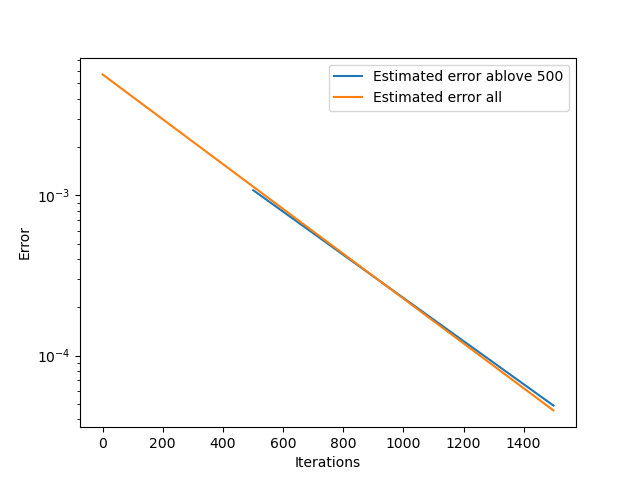 Estimated error ablove 500
Estimated error all
10⁻³
10⁻⁴
Error
0 200 400 600 800 1000 1200 1400
Iterations